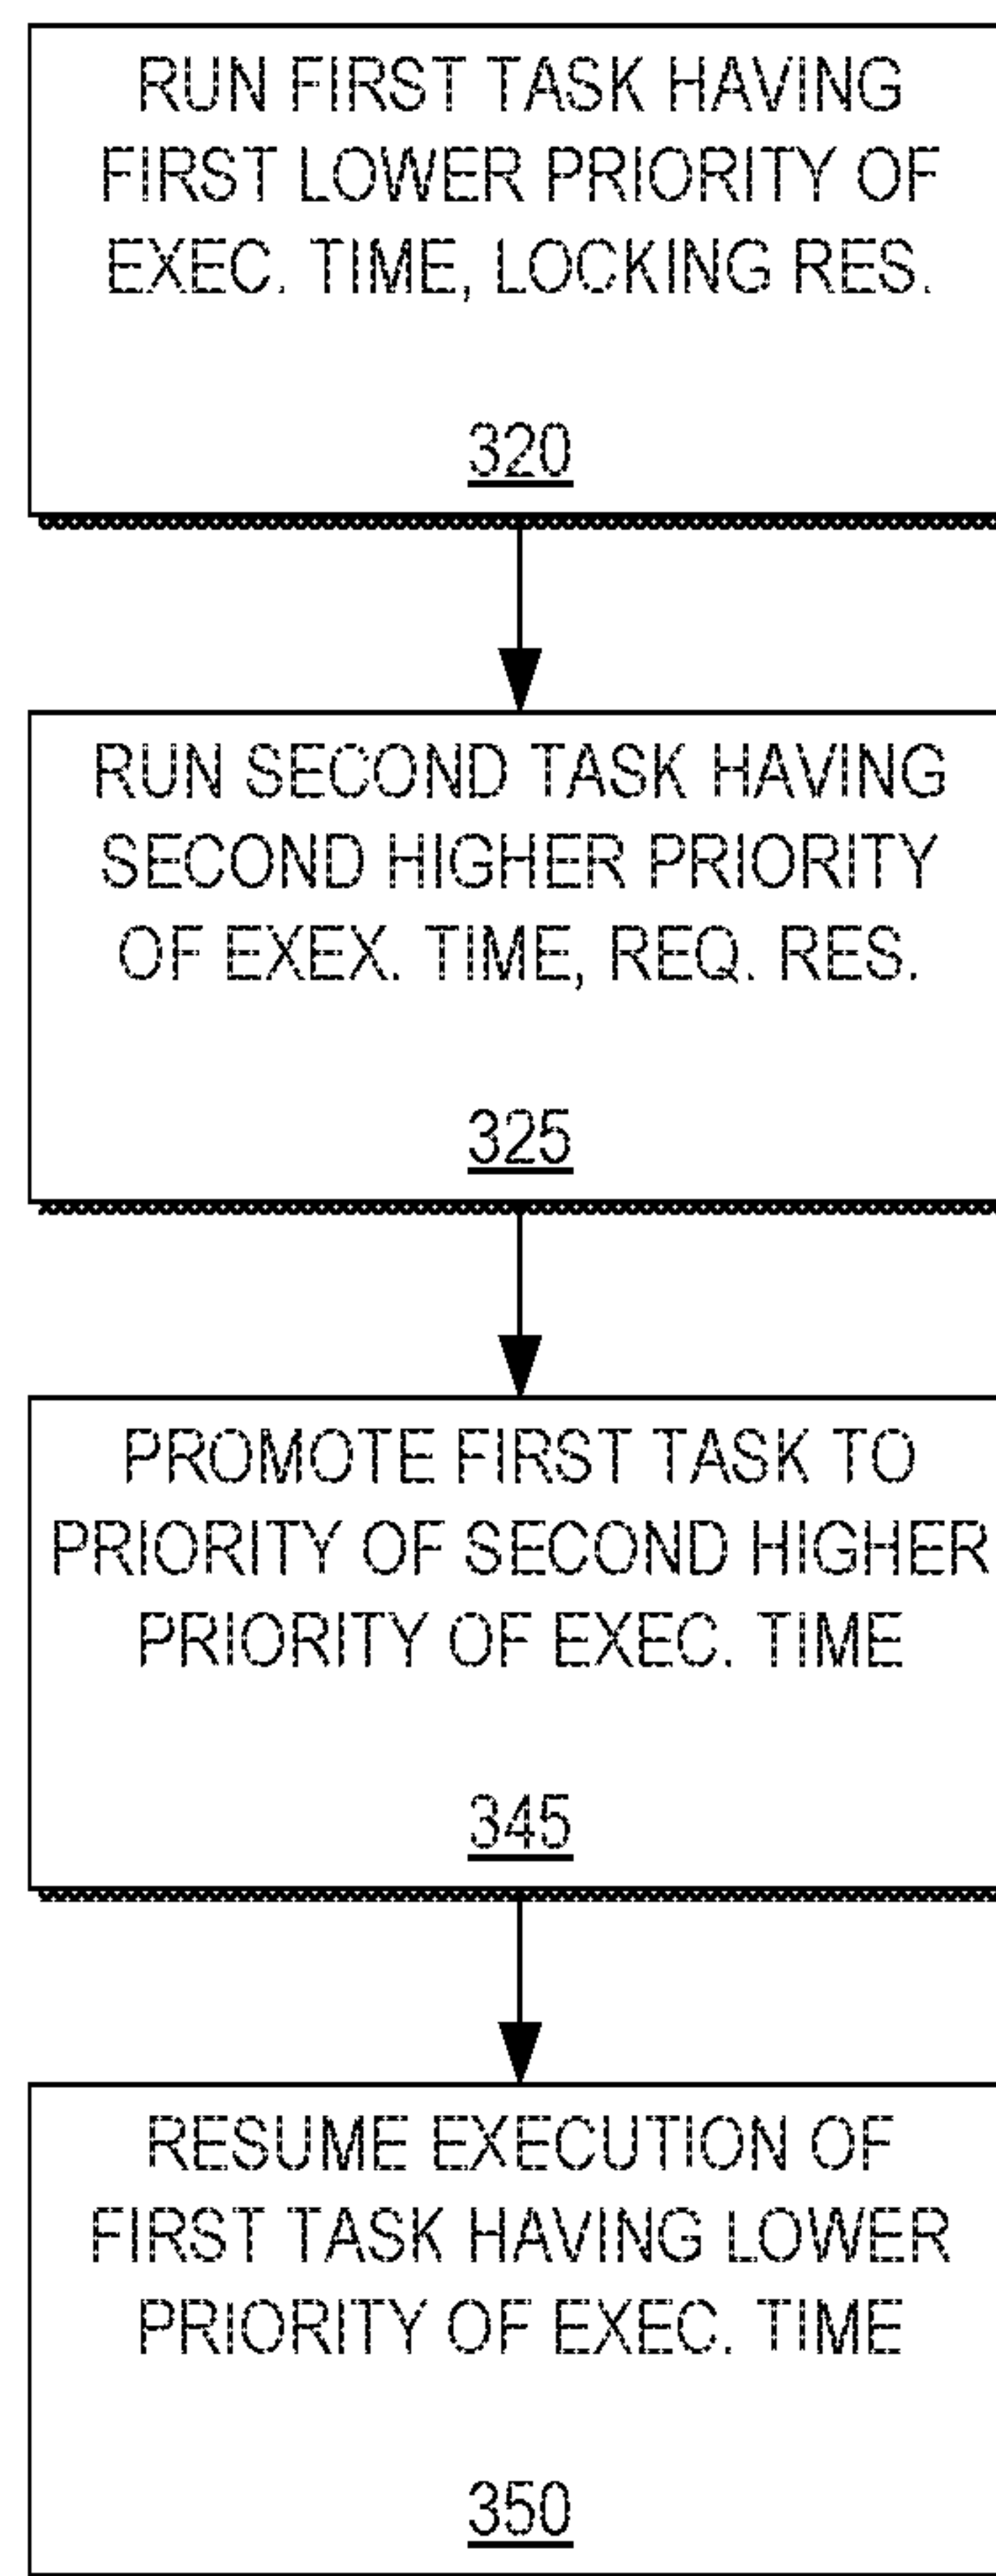 RUN FIRST TASK HAVING
FIRST LOWER PRIORITY OF
EXEC. TIME, LOCKING RES.
320
RUN SECOND TASK HAVING
SECOND HIGHER PRIORITY
OF EXEX. TIME, REQ. RES.
325
PROMOTE FIRST TASK TO
PRIORITY OF SECOND HIGHER
PRIORITY OF EXEC. TIME
345
RESUME EXECUTION OF
FIRST TASK HAVING LOWER
PRIORITY OF EXEC. TIME
350